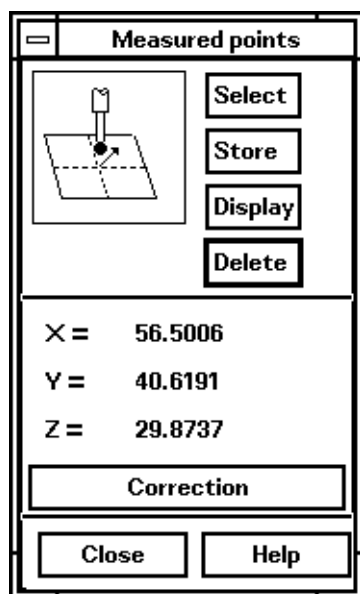 Measured points
Select
Store
Display
Delete
X = 56.5006
Y = 40.6191
Z = 29.8737
Correction
Close Help